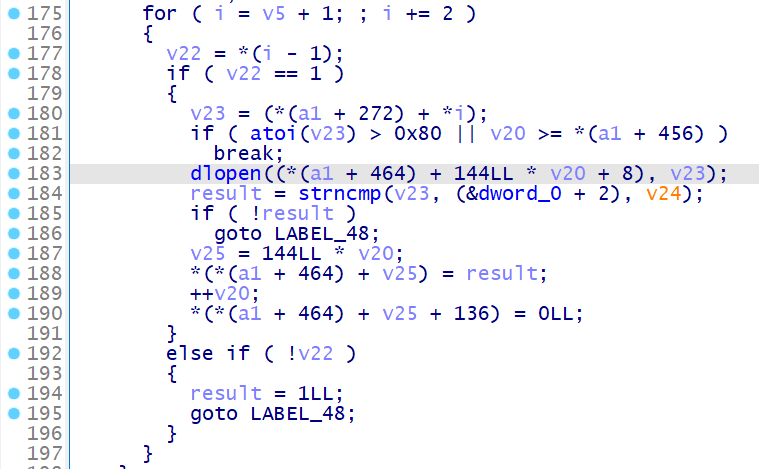 175 for ( i = v5 + 1; ; i += 2 )
176 {
177 v22 = *(i - 1);
178 if ( v22 == 1 )
179 {
180 v23 = (*(a1 + 272) + *i);
181 if ( atoi(v23) > 0x80 || v20 >= *(a1 + 456) )
182 break;
183 dlopen((*(a1 + 464) + 144LL * v20 + 8), v23);
184 result = strncmp(v23, (&dword_0 + 2), v24);
185 if ( !result )
186 goto LABEL_48;
187 v25 = 144LL * v20;
188 *(*(a1 + 464) + v25) = result;
189 ++v20;
190 *(*(a1 + 464) + v25 + 136) = 0LL;
191 }
192 else if ( !v22 )
193 {
194 result = 1LL;
195 goto LABEL_48;
196 }
197 }